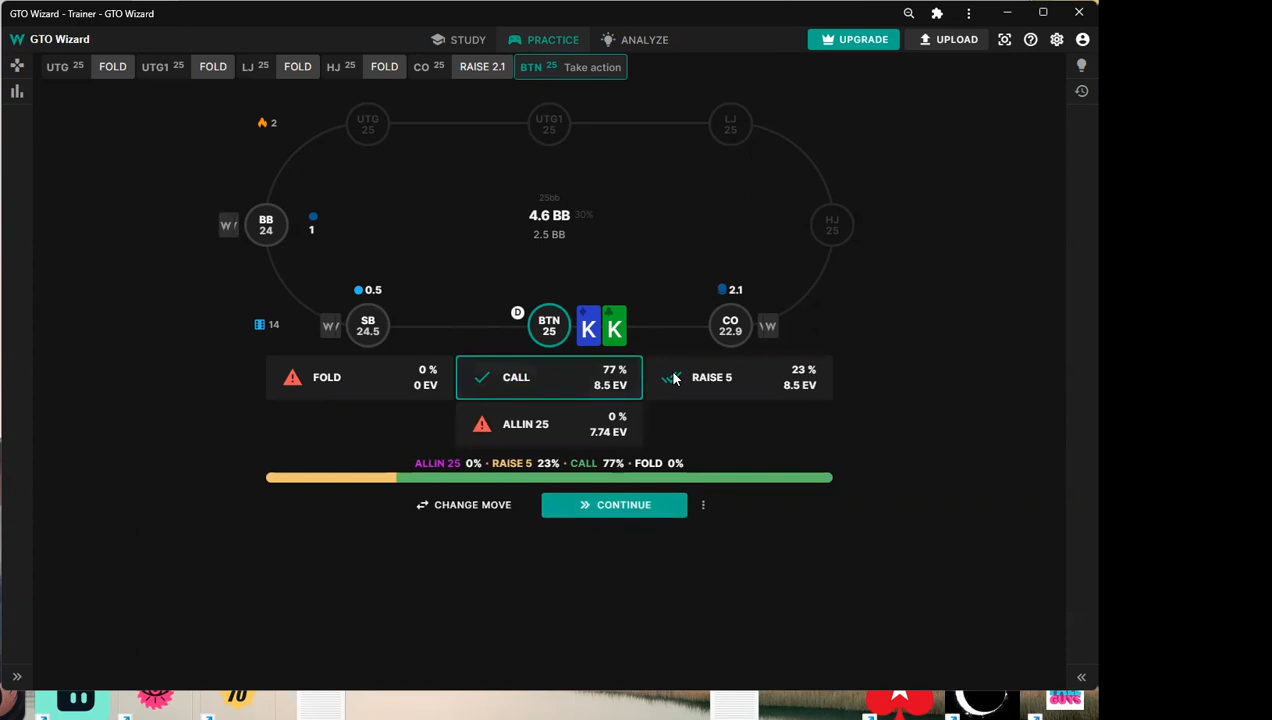 GTO Wizard - Trainer - GTO Wizard
GTO Wizard
STUDY
PRACTICE
ANALYZE
UPGRADE
UPLOAD
UTG 25 FOLD
UTG1 25 FOLD
LJ 25 FOLD
HJ 25 FOLD
CO 25 RAISE 2.1
BTN 25 Take action
2
UTG
25
UTG1
25
LJ
25
25bb
4.6 BB 30%
2.5 BB
BB
24
1
HJ
25
0.5
SB
24.5
14
D
BTN
25
K K
2.1
CO
22.9
FOLD
0 %
0 EV
CALL
77 %
8.5 EV
RAISE 5
23 %
8.5 EV
ALLIN 25
0 %
7.74 EV
ALLIN 25 0% · RAISE 5 23% · CALL 77% · FOLD 0%
CHANGE MOVE
CONTINUE